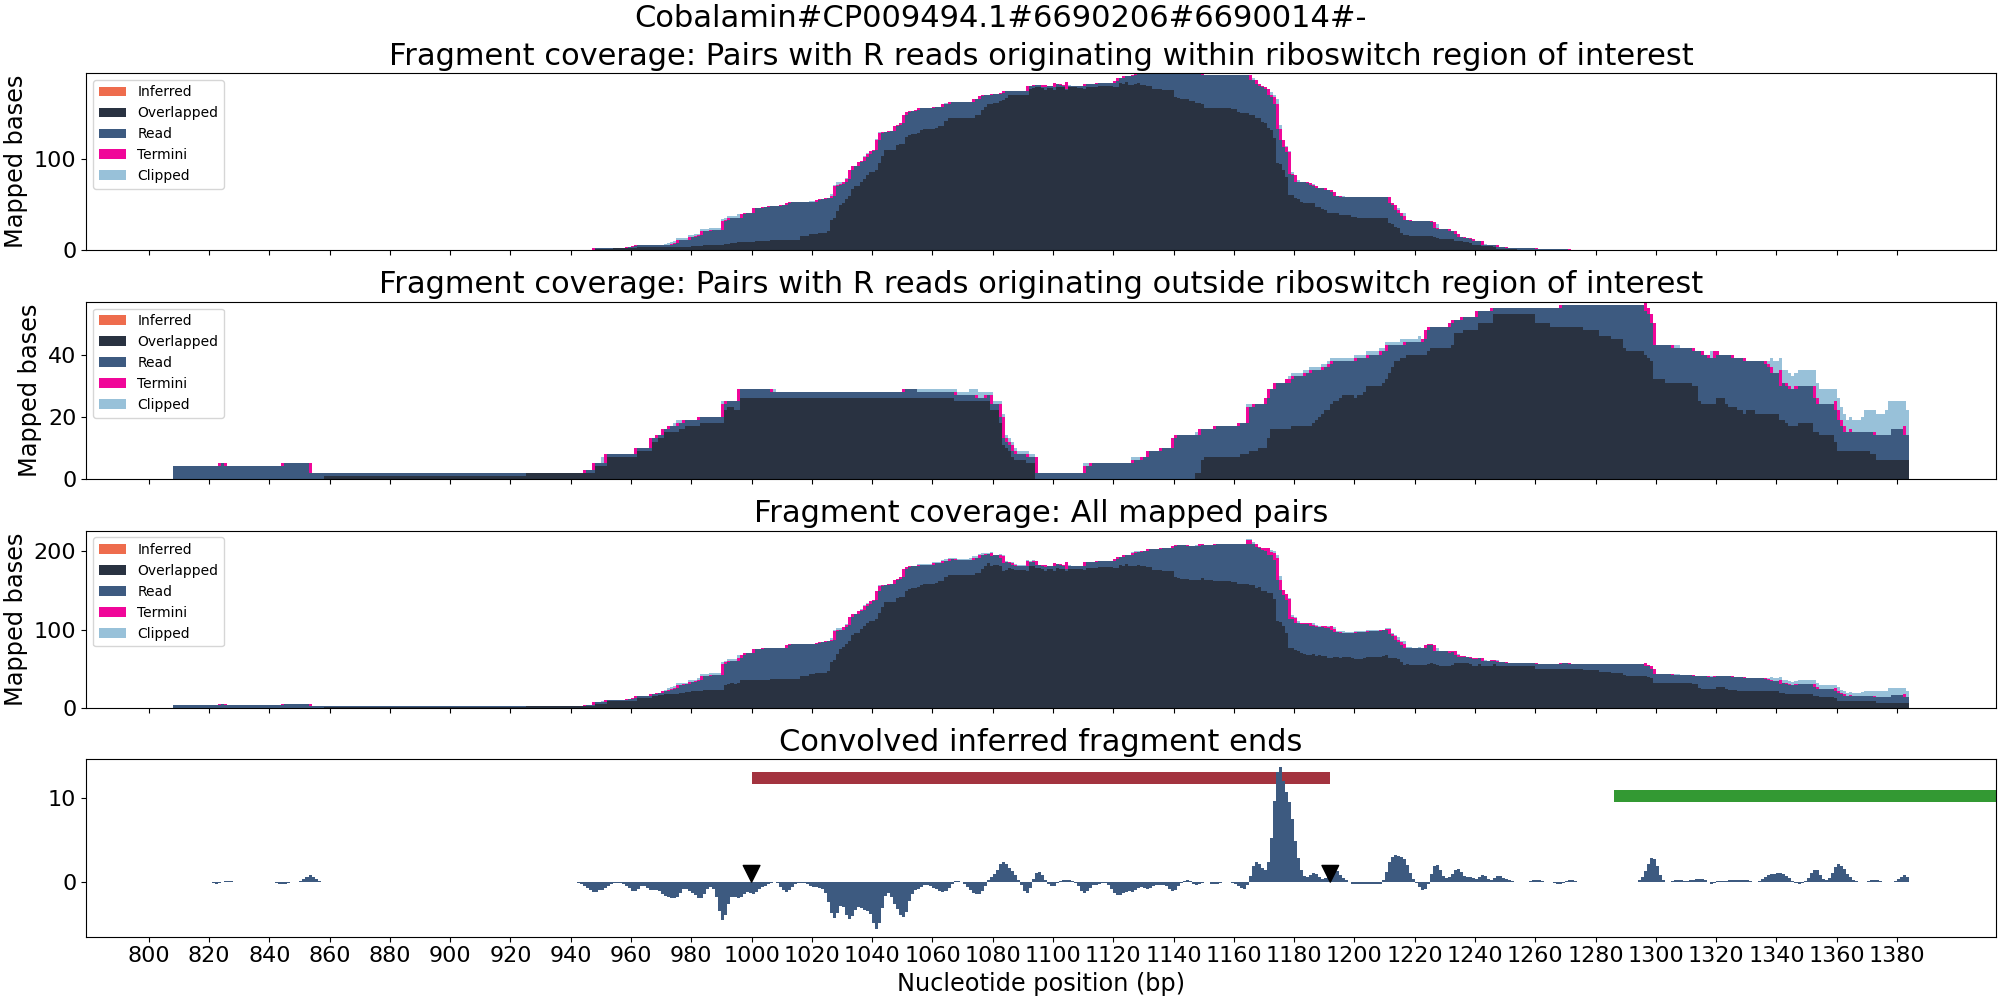 Cobalamin#CP009494.1#6690206#6690014#-
Fragment coverage: Pairs with R reads originating within riboswitch region of interest
Mapped bases
100
0
Inferred
Overlapped
Read
Termini
Clipped
Fragment coverage: Pairs with R reads originating outside riboswitch region of interest
Mapped bases
40
20
0
Inferred
Overlapped
Read
Termini
Clipped
Fragment coverage: All mapped pairs
Mapped bases
200
100
0
Inferred
Overlapped
Read
Termini
Clipped
Convolved inferred fragment ends
10
0
800 820 840 860 880 900 920 940 960 980 1000 1020 1040 1060 1080 1100 1120 1140 1160 1180 1200 1220 1240 1260 1280 1300 1320 1340 1360 1380
Nucleotide position (bp)